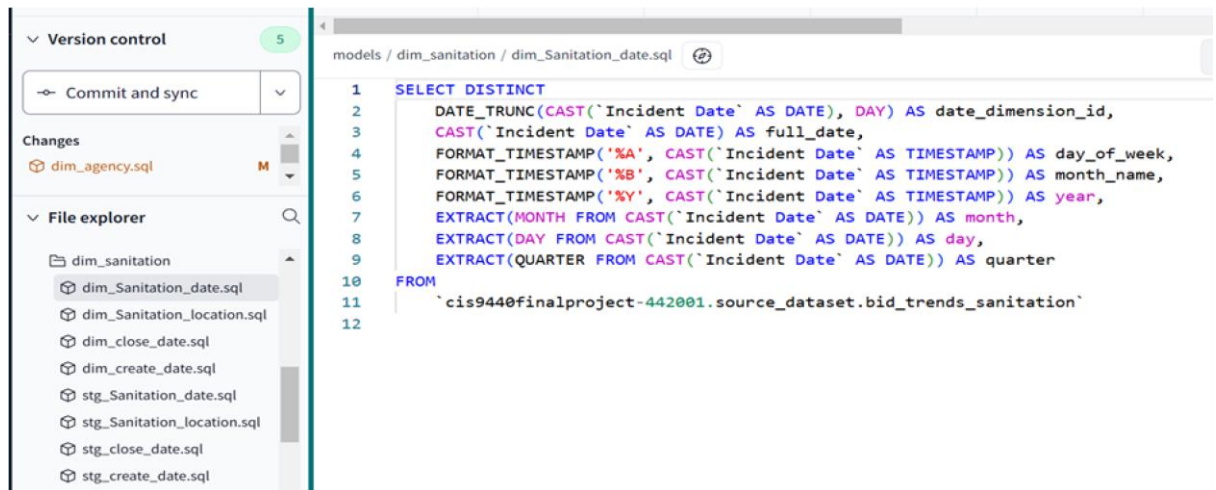 Version control 5
Commit and sync
Changes
dim_agency.sql M
File explorer
dim_sanitation
dim_Sanitation_date.sql
dim_Sanitation_location.sql
dim_close_date.sql
dim_create_date.sql
stg_Sanitation_date.sql
stg_Sanitation_location.sql
stg_close_date.sql
stg_create_date.sql
models / dim_sanitation / dim_Sanitation_date.sql
1 SELECT DISTINCT
2 DATE_TRUNC(CAST(`Incident Date` AS DATE), DAY) AS date_dimension_id,
3 CAST(`Incident Date` AS DATE) AS full_date,
4 FORMAT_TIMESTAMP('%A', CAST(`Incident Date` AS TIMESTAMP)) AS day_of_week,
5 FORMAT_TIMESTAMP('%B', CAST(`Incident Date` AS TIMESTAMP)) AS month_name,
6 FORMAT_TIMESTAMP('%Y', CAST(`Incident Date` AS TIMESTAMP)) AS year,
7 EXTRACT(MONTH FROM CAST(`Incident Date` AS DATE)) AS month,
8 EXTRACT(DAY FROM CAST(`Incident Date` AS DATE)) AS day,
9 EXTRACT(QUARTER FROM CAST(`Incident Date` AS DATE)) AS quarter
10 FROM
11 `cis9440finalproject-442001.source_dataset.bid_trends_sanitation`
12